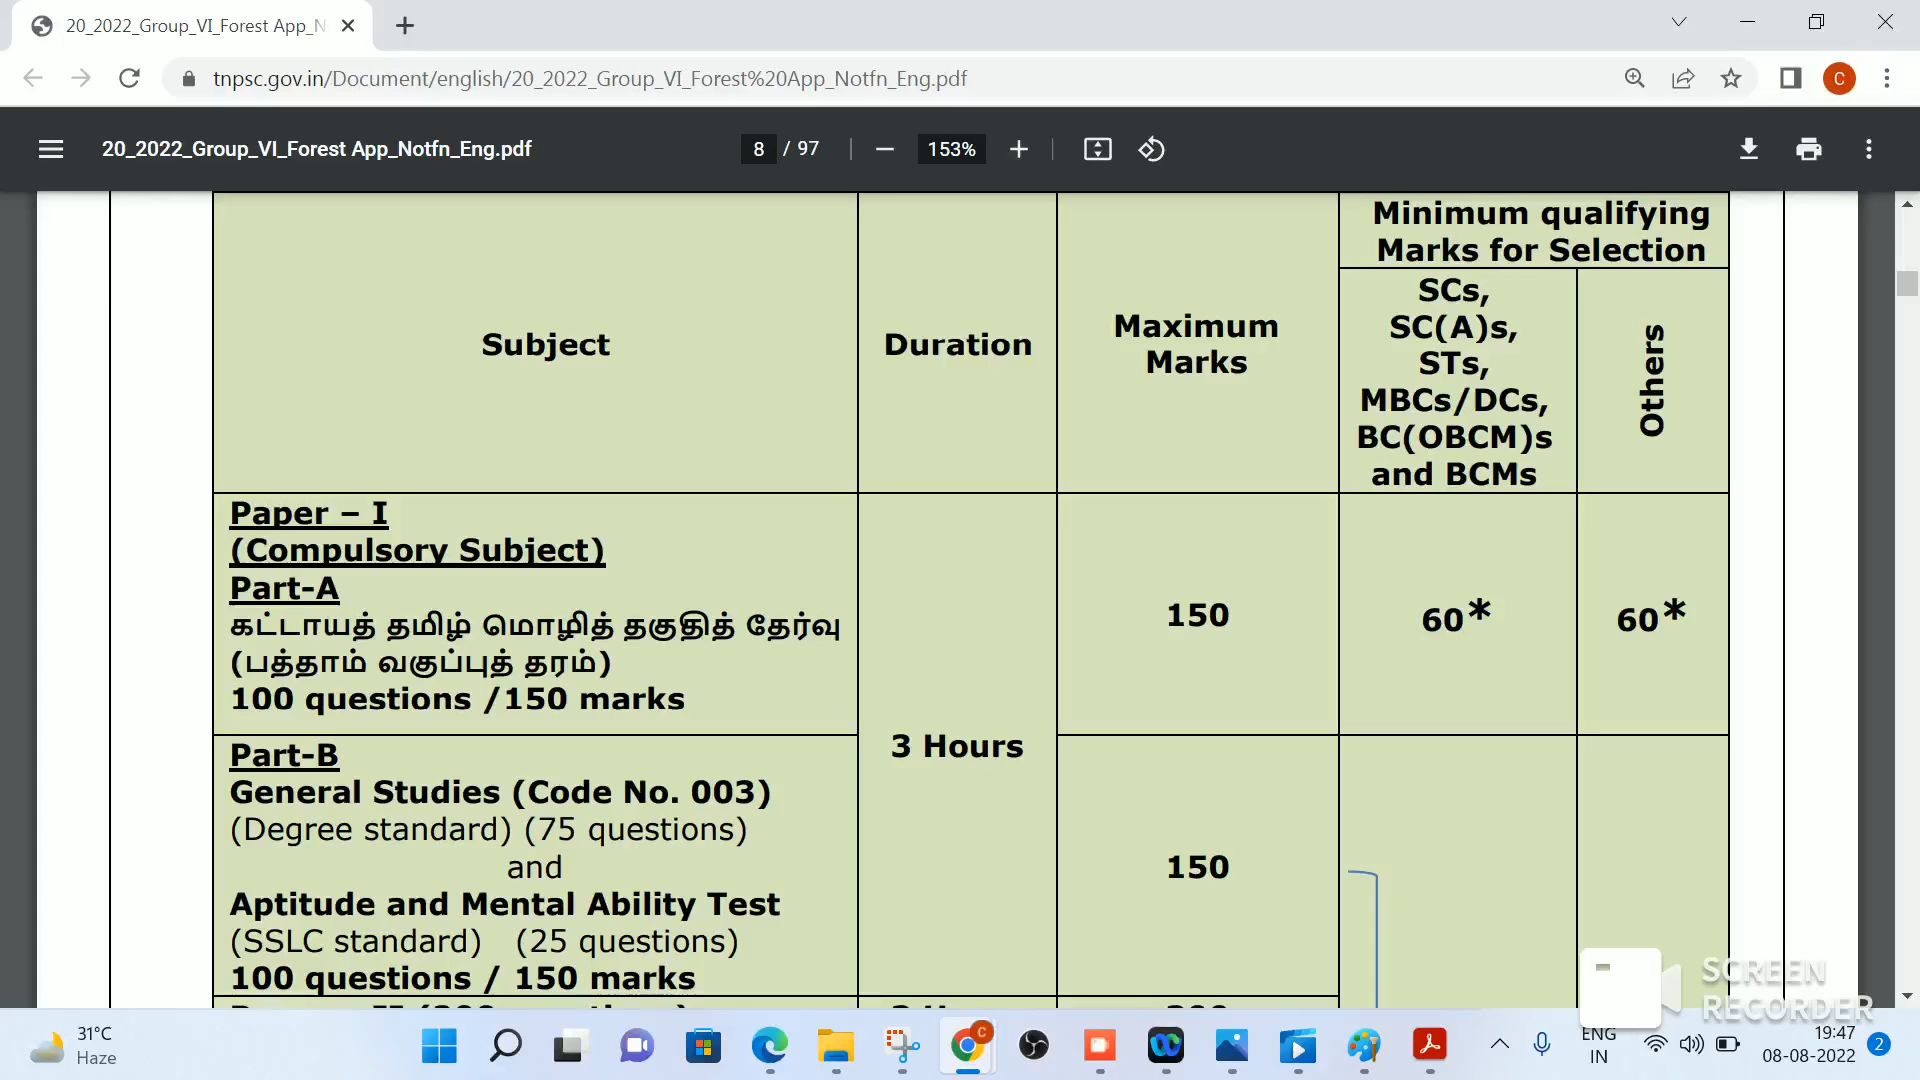 20_2022_Group_VI_Forest App_N
tnpsc.gov.in/Document/english/20_2022_Group_VI_Forest%20App_Notfn_Eng.pdf
C
20_2022_Group_VI_Forest App_Notfn_Eng.pdf
8 / 97
153%
Subject
Duration
Maximum
Marks
Minimum qualifying
Marks for Selection
SCs,
SC(A)s,
STs,
MBCs/DCs,
BC(OBCM)s
and BCMs
Others
Paper – I
(Compulsory Subject)
Part-A
கட்டாயத் தமிழ் மொழித் தகுதித் தேர்வு
(பத்தாம் வகுப்புத் தரம்)
100 questions /150 marks
3 Hours
150
60*
60*
Part-B
General Studies (Code No. 003)
(Degree standard) (75 questions)
and
Aptitude and Mental Ability Test
(SSLC standard) (25 questions)
100 questions / 150 marks
150
SCREEN
RECORDER
31°C
Haze
C
ENG
IN
19:47
08-08-2022
2